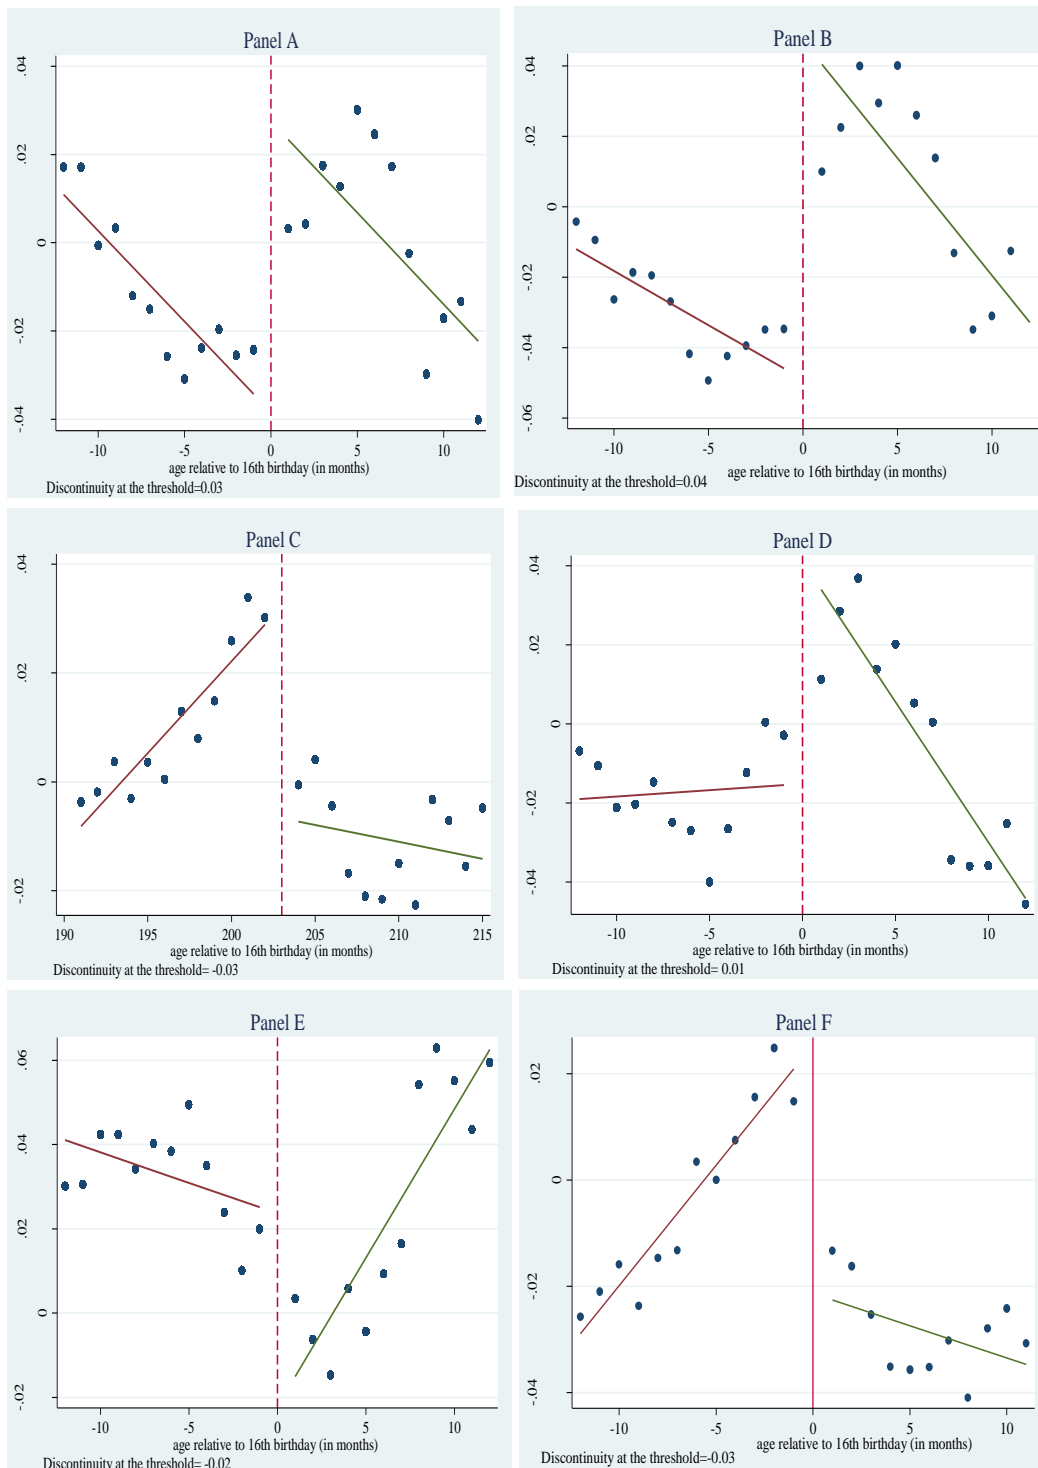 Panel A
.04
.02
0
-.02
-.04
-10 -5 0 5 10
age relative to 16th birthday (in months)
Discontinuity at the threshold=0.03
Panel B
.04
.02
0
-.02
-.04
-.06
-10 -5 0 5 10
age relative to 16th birthday (in months)
Discontinuity at the threshold=0.04
Panel C
.04
.02
0
-.02
190 195 200 205 210 215
age relative to 16th birthday (in months)
Discontinuity at the threshold= -0.03
Panel D
.04
.02
0
-.02
-.04
-10 -5 0 5 10
age relative to 16th birthday (in months)
Discontinuity at the threshold= 0.01
Panel E
.06
.04
.02
0
-.02
-10 -5 0 5 10
age relative to 16th birthday (in months)
Discontinuity at the threshold= -0.02
Panel F
.02
0
-.02
-.04
-10 -5 0 5 10
age relative to 16th birthday (in months)
Discontinuity at the threshold=-0.03